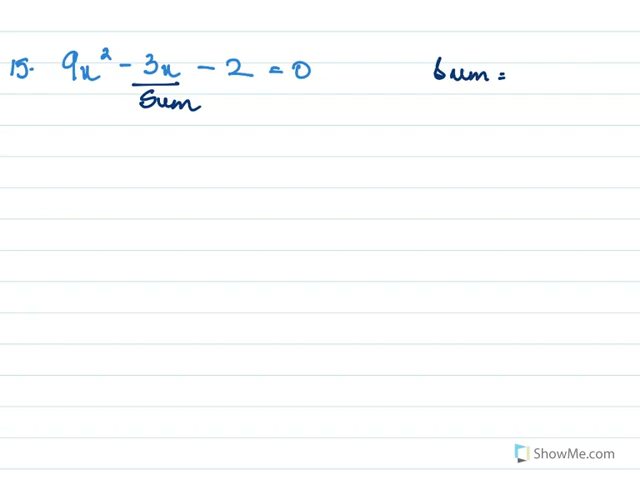 15. 9x² - 3x - 2 = 0 Sum =
Sum
ShowMe.com